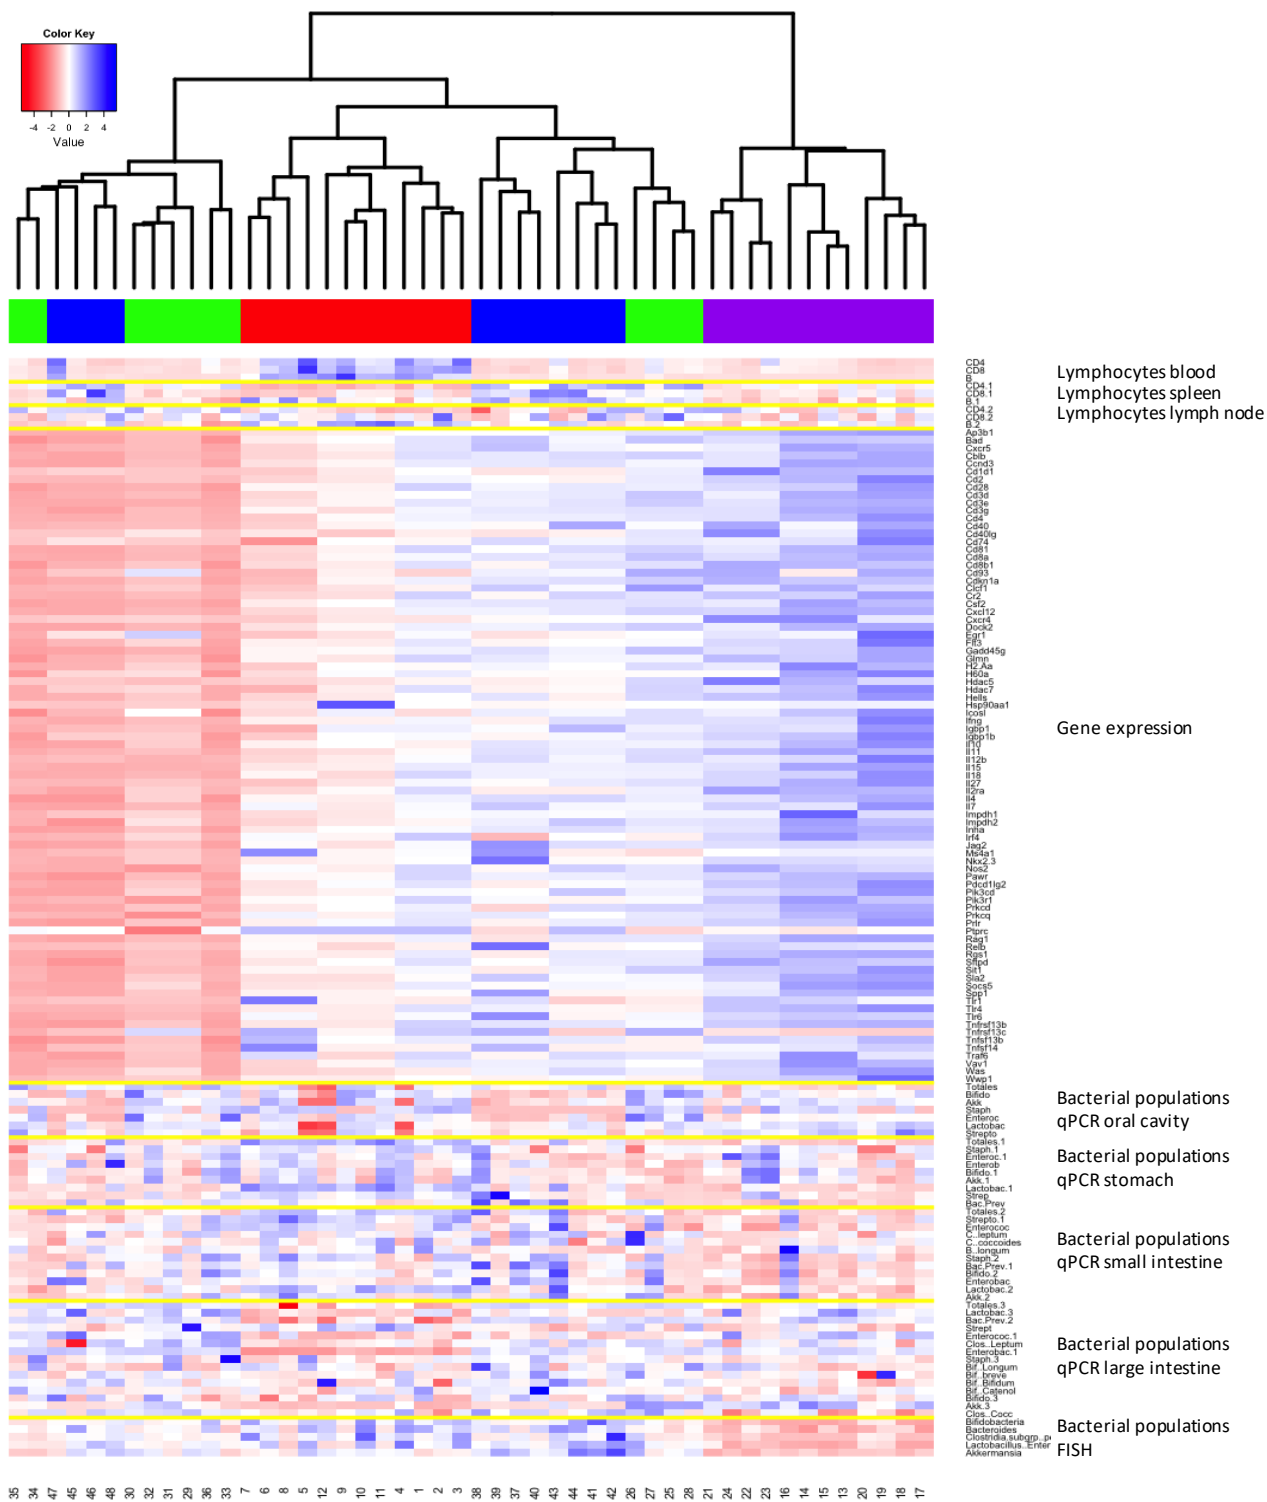 Color Key
-4 -2 0 2 4
Value
CD4
CD8
B
CD4.1
CD8.1
B.1
CD4.2
CD8.2
B.2
Ap3b1
Bad
Cxcr5
Cblb
Ccnd3
Cd1d1
Cd2
Cd28
Cd3d
Cd3e
Cd3g
Cd4
Cd40
Cd40lg
Cd74
Cd81
Cd8a
Cd8b1
Cd93
Cdkn1a
Clcf1
Cr2
Csf2
Cxcl12
Cxcr4
Dock2
Egr1
Flt3
Gadd45g
Glmn
H2.Aa
H60a
Hdac5
Hdac7
Hells
Hsp90aa1
Icosl
Ifng
Igbp1
Igbp1b
Il10
Il11
Il12b
Il15
Il18
Il27
Il2ra
Il4
Il7
Impdh1
Impdh2
Inha
Irf4
Jag2
Ms4a1
Nkx2.3
Nos2
Pawr
Pdcd1lg2
Pik3cd
Pik3r1
Prkcd
Prkcq
Prlr
Ptprc
Rag1
Relb
Rgs1
Sftpd
Sit1
Sla2
Socs5
Spp1
Tlr1
Tlr4
Tlr6
Tnfrsf13b
Tnfrsf13c
Tnfsf13b
Tnfsf14
Traf6
Vav1
Was
Wwp1
Totales
Bifido
Akk
Staph
Enteroc
Lactobac
Strepto
Totales.1
Staph.1
Enteroc.1
Enterob
Bifido.1
Akk.1
Lactobac.1
Strep
Bac.Prev
Totales.2
Strepto.1
Enterococ
C..leptum
C..coccoides
B..longum
Staph.2
Bac.Prev.1
Bifido.2
Enterobac
Lactobac.2
Akk.2
Totales.3
Lactobac.3
Bac.Prev.2
Strept
Enterococ.1
Clos..Leptum
Enterobac.1
Staph.3
Bif..Longum
Bif..breve
Bif..Bifidum
Bif..Catenol
Bifido.3
Akk.3
Clos..Cocc
Bifidobacteria
Bacteroides
Clostridia.subgrp..p
Lactobacillus..Enter
Akkermansia
Lymphocytes blood
Lymphocytes spleen
Lymphocytes lymph node
Gene expression
Bacterial populations
qPCR oral cavity
Bacterial populations
qPCR stomach
Bacterial populations
qPCR small intestine
Bacterial populations
qPCR large intestine
Bacterial populations
FISH
35 34 47 45 46 48 30 32 31 29 36 33 7 6 8 5 12 9 10 11 4 1 2 3 38 39 37 40 43 44 41 42 26 27 25 28 21 24 22 23 16 14 15 13 20 19 18 17